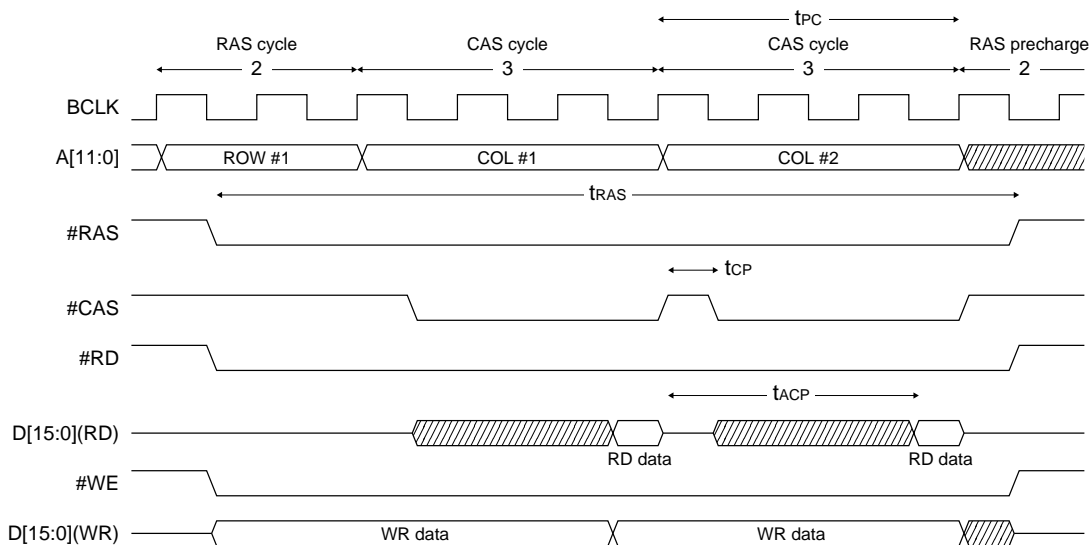 tPC
RAS cycle CAS cycle CAS cycle RAS precharge
2 3 3 2
BCLK
A[11:0] ROW #1 COL #1 COL #2
tRAS
#RAS
tCP
#CAS
#RD
tACP
D[15:0](RD)
RD data RD data
#WE
D[15:0](WR) WR data WR data